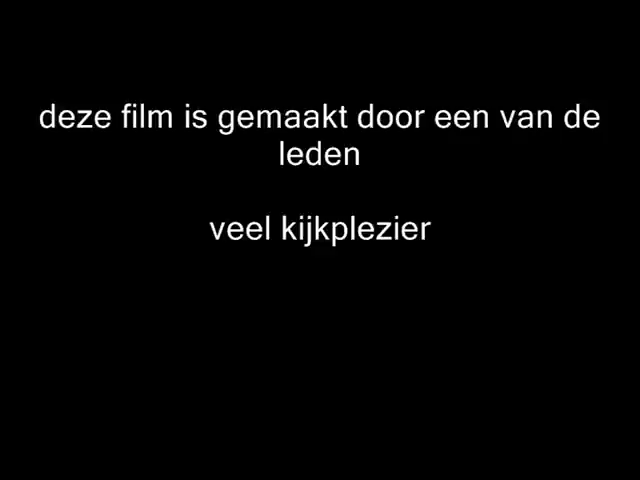 deze film is gemaakt door een van de
leden
veel kijkplezier